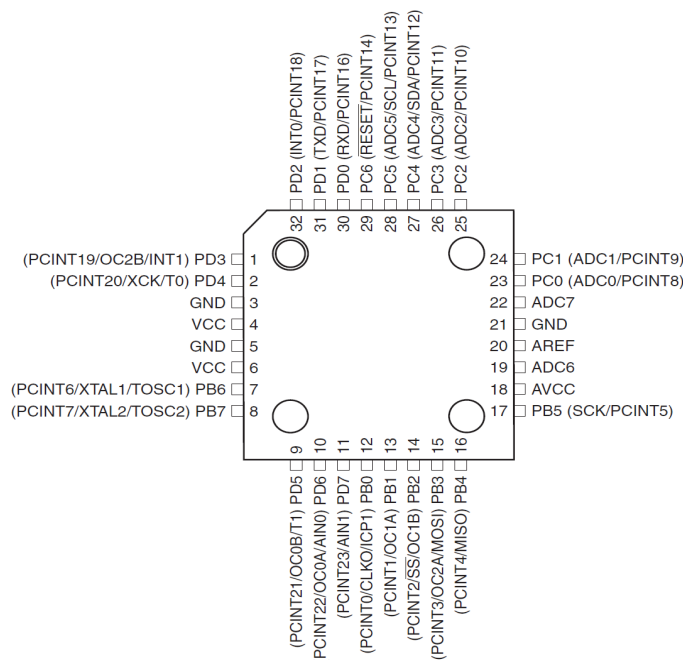 32 PD2 (INT0/PCINT18)
31 PD1 (TXD/PCINT17)
30 PD0 (RXD/PCINT16)
29 PC6 (RESET/PCINT14)
28 PC5 (ADC5/SCL/PCINT13)
27 PC4 (ADC4/SDA/PCINT12)
26 PC3 (ADC3/PCINT11)
25 PC2 (ADC2/PCINT10)
(PCINT19/OC2B/INT1) PD3 1
(PCINT20/XCK/T0) PD4 2
GND 3
VCC 4
GND 5
VCC 6
(PCINT6/XTAL1/TOSC1) PB6 7
(PCINT7/XTAL2/TOSC2) PB7 8
24 PC1 (ADC1/PCINT9)
23 PC0 (ADC0/PCINT8)
22 ADC7
21 GND
20 AREF
19 ADC6
18 AVCC
17 PB5 (SCK/PCINT5)
(PCINT21/OC0B/T1) PD5 9
PCINT22/OC0A/AIN0) PD6 10
(PCINT23/AIN1) PD7 11
(PCINT0/CLKO/ICP1) PB0 12
(PCINT1/OC1A) PB1 13
(PCINT2/SS/OC1B) PB2 14
(PCINT3/OC2A/MOSI) PB3 15
(PCINT4/MISO) PB4 16